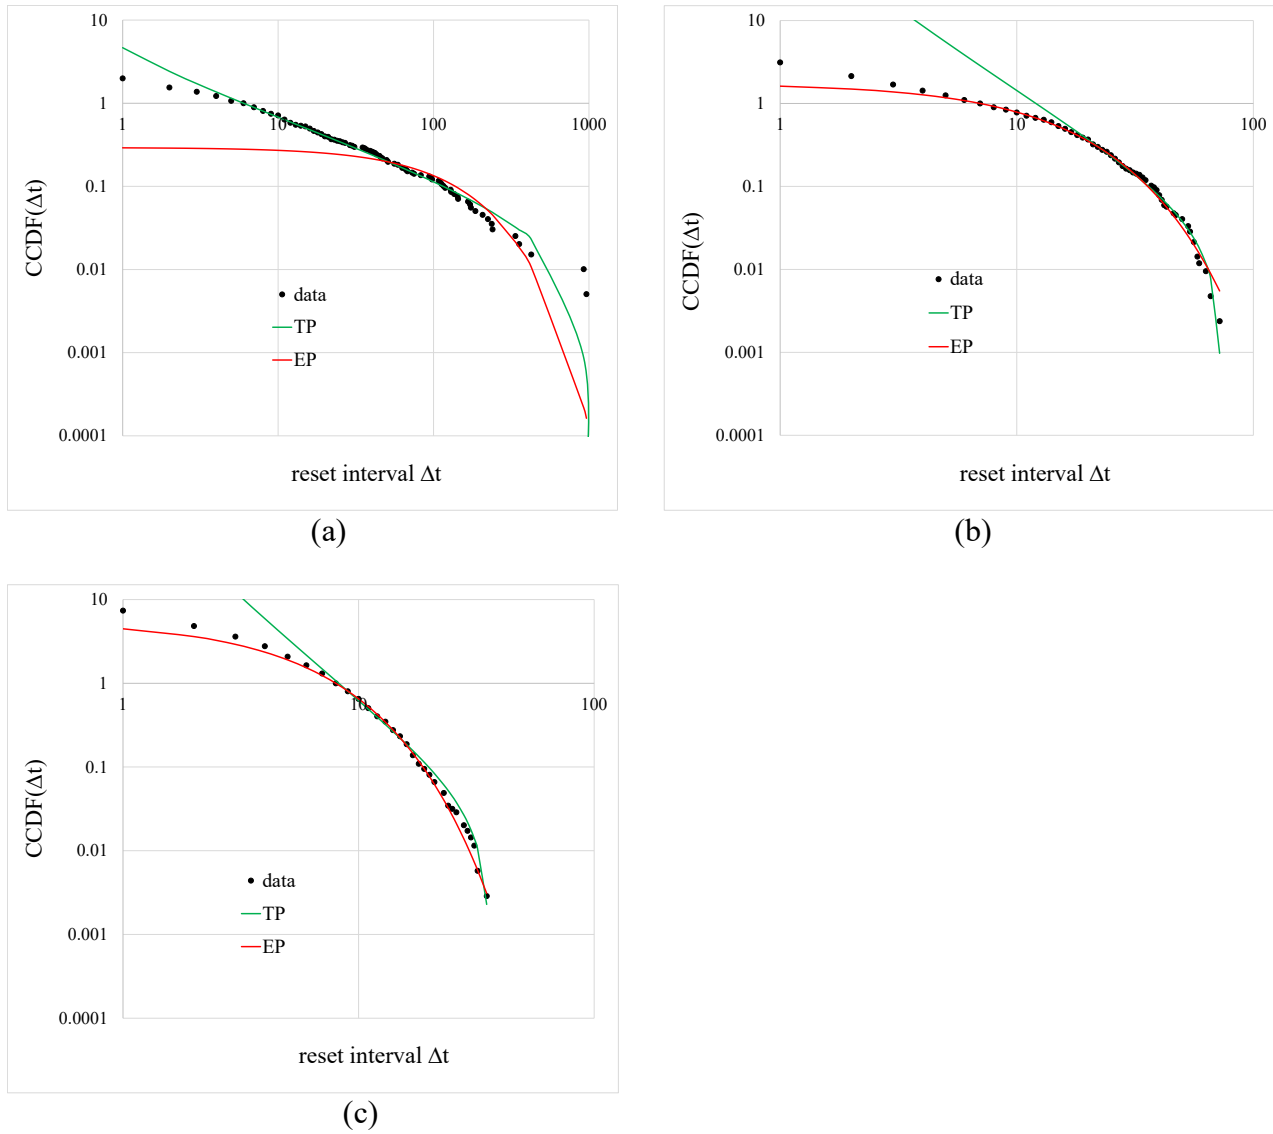 10
1
0.1
0.01
0.001
0.0001
1
10
100
1000
CCDF(Δt)
data
TP
EP
reset interval Δt
(a)
10
1
0.1
0.01
0.001
0.0001
1
10
100
CCDF(Δt)
data
TP
EP
reset interval Δt
(b)
10
1
0.1
0.01
0.001
0.0001
1
10
100
CCDF(Δt)
data
TP
EP
reset interval Δt
(c)